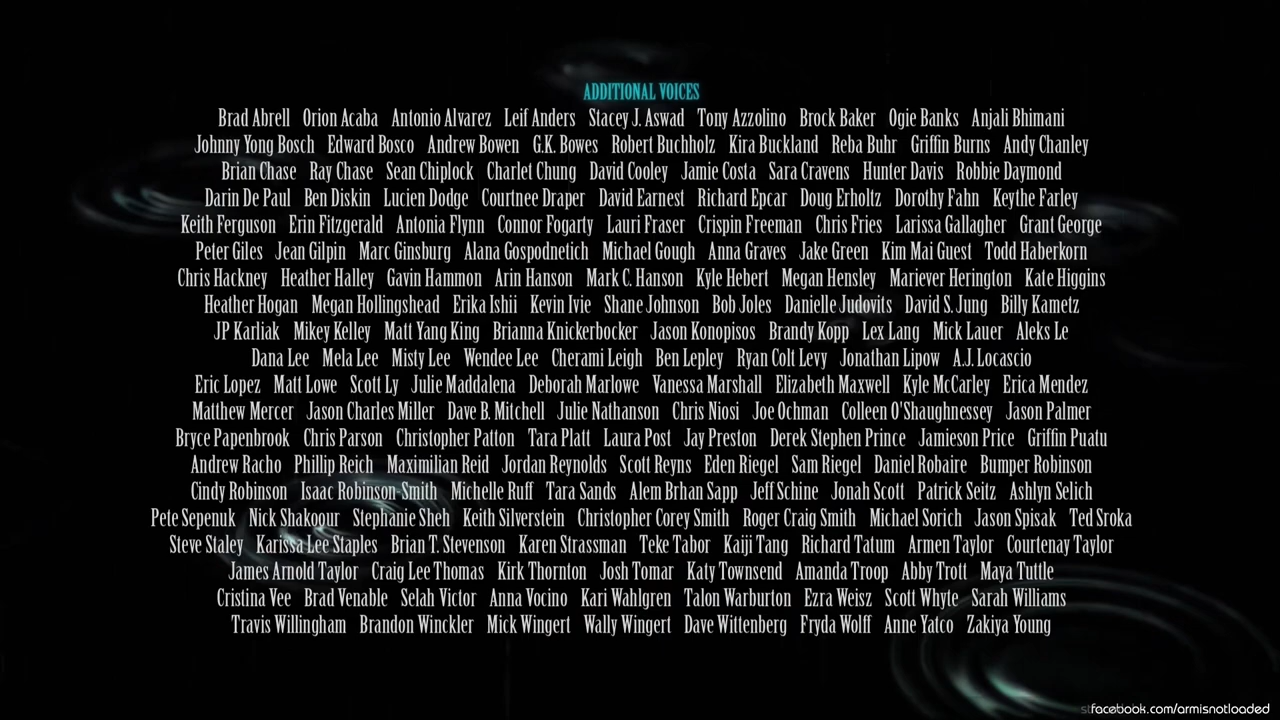 ADDITIONAL VOICES
Brad Abrell Orion Acaba Antonio Alvarez Leif Anders Stacey J. Aswad Tony Azzolino Brock Baker Ogie Banks Anjali Bhimani
Johnny Yong Bosch Edward Bosco Andrew Bowen G.K. Bowes Robert Buchholz Kira Buckland Reba Buhr Griffin Burns Andy Chanley
Brian Chase Ray Chase Sean Chiplock Charlet Chung David Cooley Jamie Costa Sara Cravens Hunter Davis Robbie Daymond
Darin De Paul Ben Diskin Lucien Dodge Courtnee Draper David Earnest Richard Epcar Doug Erholtz Dorothy Fahn Keythe Farley
Keith Ferguson Erin Fitzgerald Antonia Flynn Connor Fogarty Lauri Fraser Crispin Freeman Chris Fries Larissa Gallagher Grant George
Peter Giles Jean Gilpin Marc Ginsburg Alana Gospodnetich Michael Gough Anna Graves Jake Green Kim Mai Guest Todd Haberkorn
Chris Hackney Heather Halley Gavin Hammon Arin Hanson Mark C. Hanson Kyle Hebert Megan Hensley Mariever Herington Kate Higgins
Heather Hogan Megan Hollingshead Erika Ishii Kevin Ivie Shane Johnson Bob Joles Danielle Judovits David S. Jung Billy Kametz
JP Karliak Mikey Kelley Matt Yang King Brianna Knickerbocker Jason Konopisos Brandy Kopp Lex Lang Mick Lauer Aleks Le
Dana Lee Mela Lee Misty Lee Wendee Lee Cherami Leigh Ben Lepley Ryan Colt Levy Jonathan Lipow A.J. Locascio
Eric Lopez Matt Lowe Scott Ly Julie Maddalena Deborah Marlowe Vanessa Marshall Elizabeth Maxwell Kyle McCarley Erica Mendez
Matthew Mercer Jason Charles Miller Dave B. Mitchell Julie Nathanson Chris Niosi Joe Ochman Colleen O'Shaughnessey Jason Palmer
Bryce Papenbrook Chris Parson Christopher Patton Tara Platt Laura Post Jay Preston Derek Stephen Prince Jamieson Price Griffin Puatu
Andrew Racho Phillip Reich Maximilian Reid Jordan Reynolds Scott Reyns Eden Riegel Sam Riegel Daniel Robaire Bumper Robinson
Cindy Robinson Isaac Robinson-Smith Michelle Ruff Tara Sands Alem Brhan Sapp Jeff Schine Jonah Scott Patrick Seitz Ashlyn Selich
Pete Sepenuk Nick Shakoour Stephanie Sheh Keith Silverstein Christopher Corey Smith Roger Craig Smith Michael Sorich Jason Spisak Ted Sroka
Steve Staley Karissa Lee Staples Brian T. Stevenson Karen Strassman Teke Tabor Kaiji Tang Richard Tatum Armen Taylor Courtenay Taylor
James Arnold Taylor Craig Lee Thomas Kirk Thornton Josh Tomar Katy Townsend Amanda Troop Abby Trott Maya Tuttle
Cristina Vee Brad Venable Selah Victor Anna Vocino Kari Wahlgren Talon Warburton Ezra Weisz Scott Whyte Sarah Williams
Travis Willingham Brandon Winckler Mick Wingert Wally Wingert Dave Wittenberg Fryda Wolff Anne Yatco Zakiya Young
facebook.com/armisnotloaded